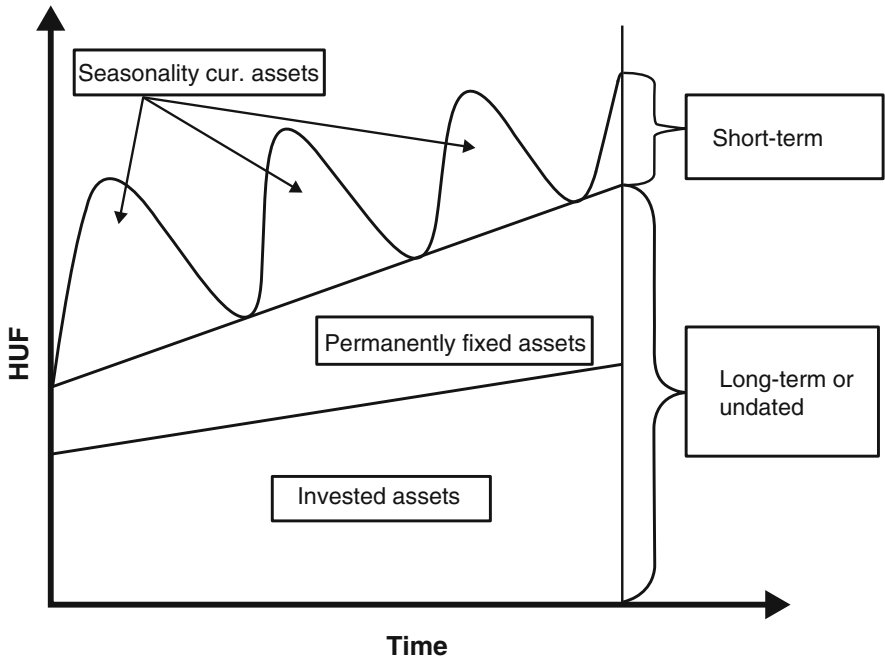 Seasonality cur. assets
Short-term
Permanently fixed assets
Long-term or
undated
Invested assets
HUF
Time